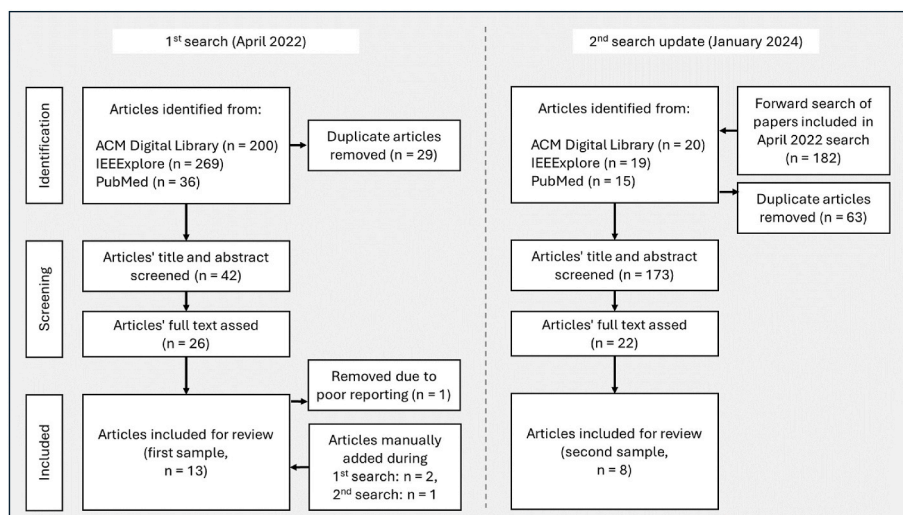 1st search (April 2022)
Identification
Articles identified from:
ACM Digital Library (n = 200)
IEEExplore (n = 269)
PubMed (n = 36)
Duplicate articles
removed (n = 29)
Screening
Articles' title and abstract
screened (n = 42)
Articles' full text assed
(n = 26)
Included
Removed due to
poor reporting (n = 1)
Articles included for review
(first sample,
n = 13)
Articles manually
added during
1st search: n = 2,
2nd search: n = 1
2nd search update (January 2024)
Articles identified from:
ACM Digital Library (n = 20)
IEEExplore (n = 19)
PubMed (n = 15)
Forward search of
papers included in
April 2022 search
(n = 182)
Duplicate articles
removed (n = 63)
Articles' title and abstract
screened (n = 173)
Articles' full text assed
(n = 22)
Articles included for review
(second sample,
n = 8)